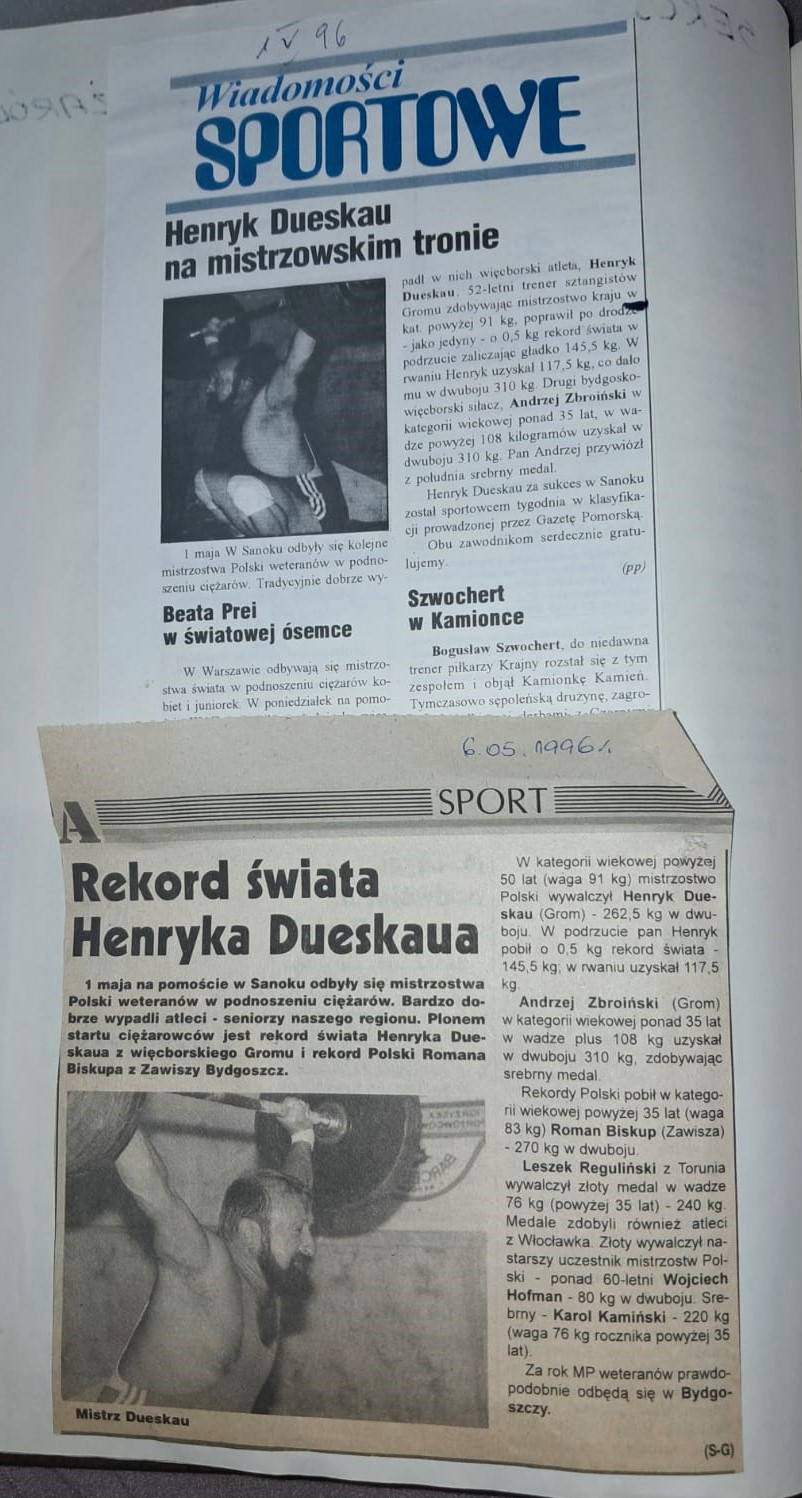 1 V 96
Wiadomości
SPORTOWE
Henryk Dueskau
na mistrzowskim tronie
1 maja W Sanoku odbyły się kolejne
mistrzostwa Polski weteranów w podno-
szeniu ciężarów. Tradycyjnie dobrze wy-
padl w nich więcborski atleta, Henryk
Dueskau. 52-letni trener sztangistów
Gromu zdobywając mistrzostwo kraju w
kat. powyżej 91 kg, poprawił po drodze
- jako jedyny - o 0,5 kg rekord świata w
podrzucie zaliczając gładko 145,5 kg. W
rwaniu Henryk uzyskał 117,5 kg, co dało
mu w dwuboju 310 kg. Drugi bydgosko-
więcborski siłacz, Andrzej Zbroiński w
kategorii wiekowej ponad 35 lat, w wa-
dze powyżej 108 kilogramów uzyskał w
dwuboju 310 kg. Pan Andrzej przywiózł
z południa srebrny medal.
Henryk Dueskau za sukces w Sanoku
został sportowcem tygodnia w klasyfika-
cji prowadzonej przez Gazetę Pomorską.
Obu zawodnikom serdecznie gratu-
lujemy.
(pp)
Beata Prei
w światowej ósemce
W Warszawie odbywają się mistrzo-
stwa świata w podnoszeniu ciężarów ko-
biet i juniorek. W poniedziałek na pomo-
Szwochert
w Kamionce
Bogusław Szwochert, do niedawna
trener piłkarzy Krajny rozstał się z tym
zespołem i objął Kamionkę Kamień.
Tymczasowo sępoleńską drużynę, zagro-
6.05.1996r.
A
SPORT
Rekord świata
Henryka Dueskaua
1 maja na pomoście w Sanoku odbyły się mistrzostwa
Polski weteranów w podnoszeniu ciężarów. Bardzo do-
brze wypadli atleci - seniorzy naszego regionu. Plonem
startu ciężarowców jest rekord świata Henryka Due-
skaua z więcborskiego Gromu i rekord Polski Romana
Biskupa z Zawiszy Bydgoszcz.
Mistrz Dueskau
W kategorii wiekowej powyżej
50 lat (waga 91 kg) mistrzostwo
Polski wywalczył Henryk Due-
skau (Grom) - 262,5 kg w dwu-
boju. W podrzucie pan Henryk
pobił o 0,5 kg rekord świata -
145,5 kg; w rwaniu uzyskał 117,5
kg.
Andrzej Zbroiński (Grom)
w kategorii wiekowej ponad 35 lat
w wadze plus 108 kg uzyskał
w dwuboju 310 kg, zdobywając
srebrny medal.
Rekordy Polski pobił w katego-
rii wiekowej powyżej 35 lat (waga
83 kg) Roman Biskup (Zawisza)
- 270 kg w dwuboju.
Leszek Reguliński z Torunia
wywalczył złoty medal w wadze
76 kg (powyżej 35 lat) - 240 kg.
Medale zdobyli również atleci
z Włocławka. Złoty wywalczył na-
starszy uczestnik mistrzostw Pol-
ski - ponad 60-letni Wojciech
Hofman - 80 kg w dwuboju. Sre-
brny - Karol Kamiński - 220 kg
(waga 76 kg rocznika powyżej 35
lat).
Za rok MP weteranów prawdo-
podobnie odbędą się w Bydgo-
szczy.
(S-G)